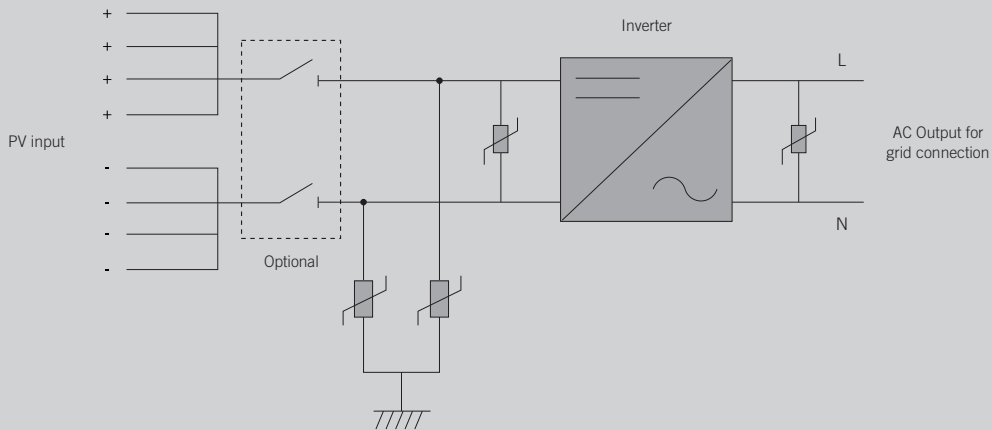 Inverter
+
+
+
+
L
PV input
AC Output for
grid connection
-
-
-
-
N
Optional